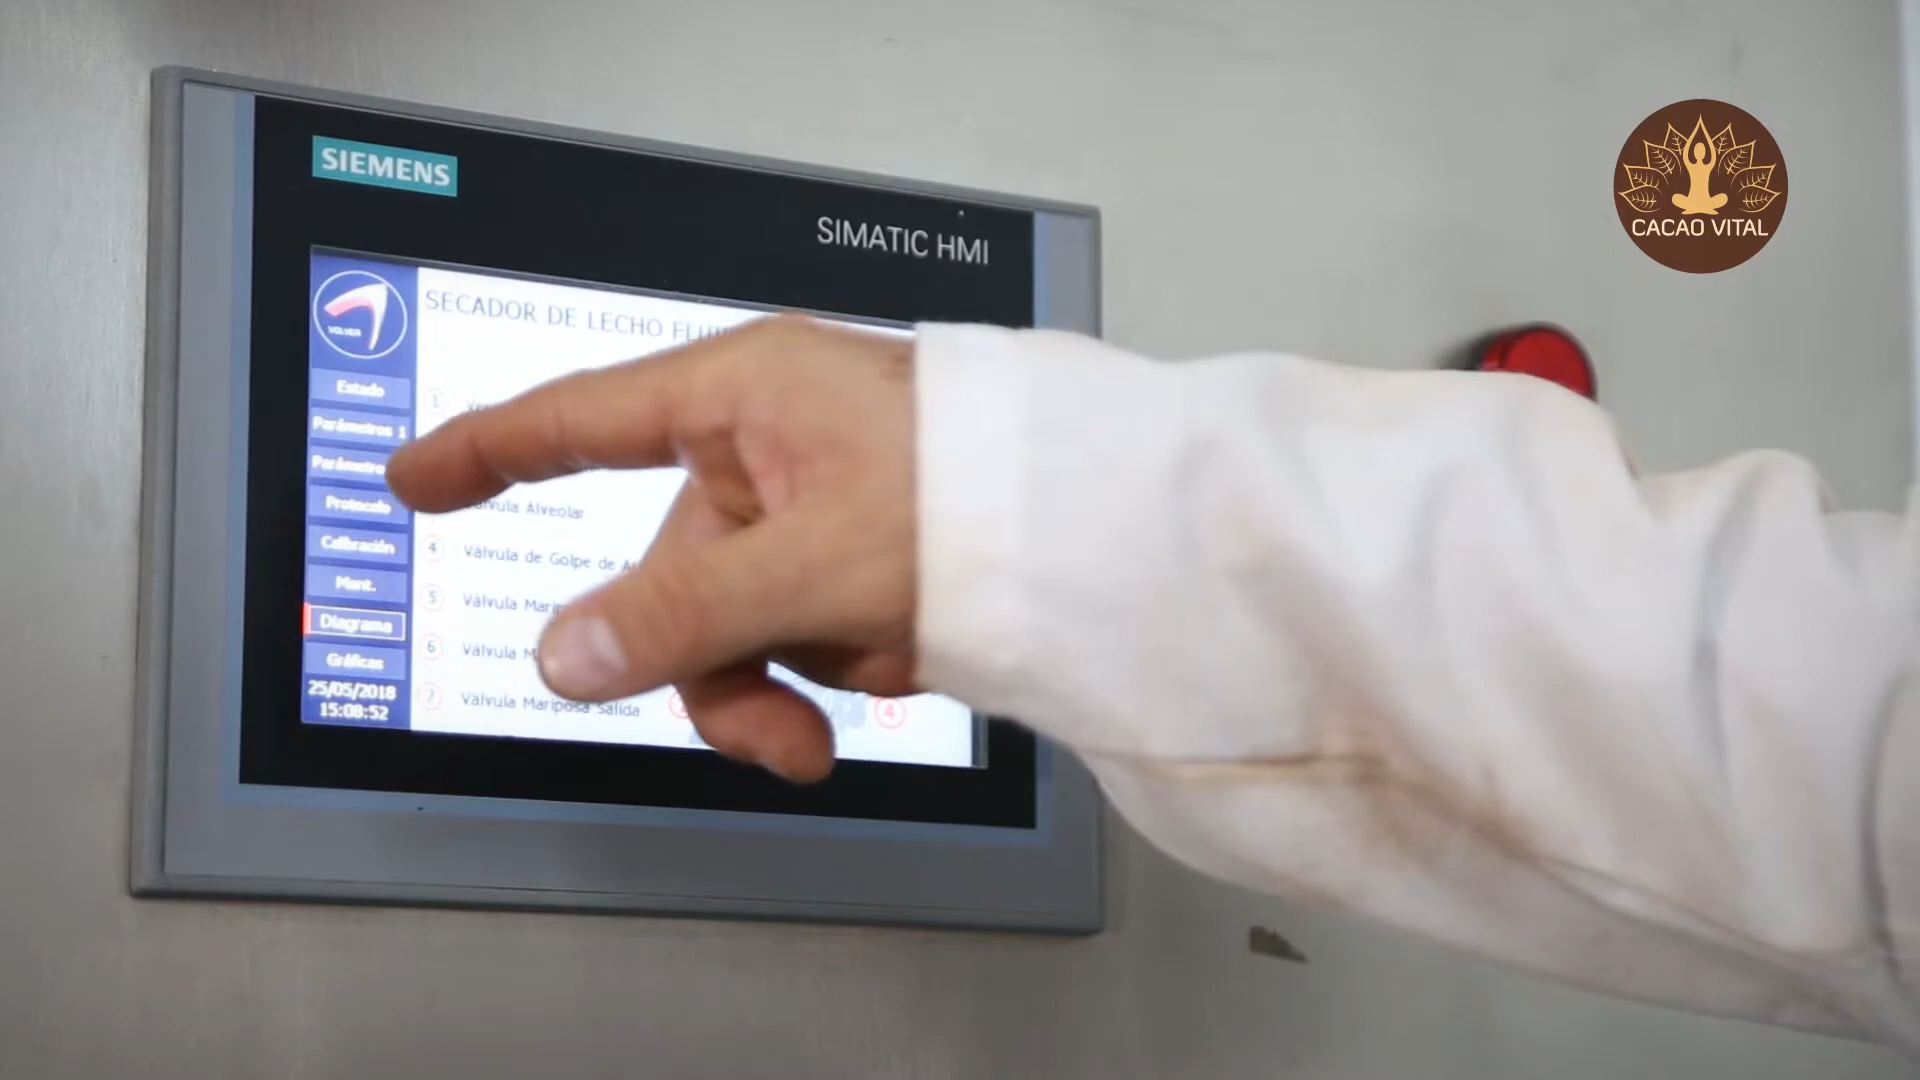 SIEMENS
SIMATIC HMI
CACAO VITAL
VOLVER
SECADOR DE LECHO
Estado
Parámetros 1
Protocolo
Calibración
Mant.
Diagrama
Gráficas
25/05/2018
15:08:52
1
Alveolar
4 Válvula de Golpe de
5 Válvula
6 Válvula
7 Válvula Mariposa Salida
4